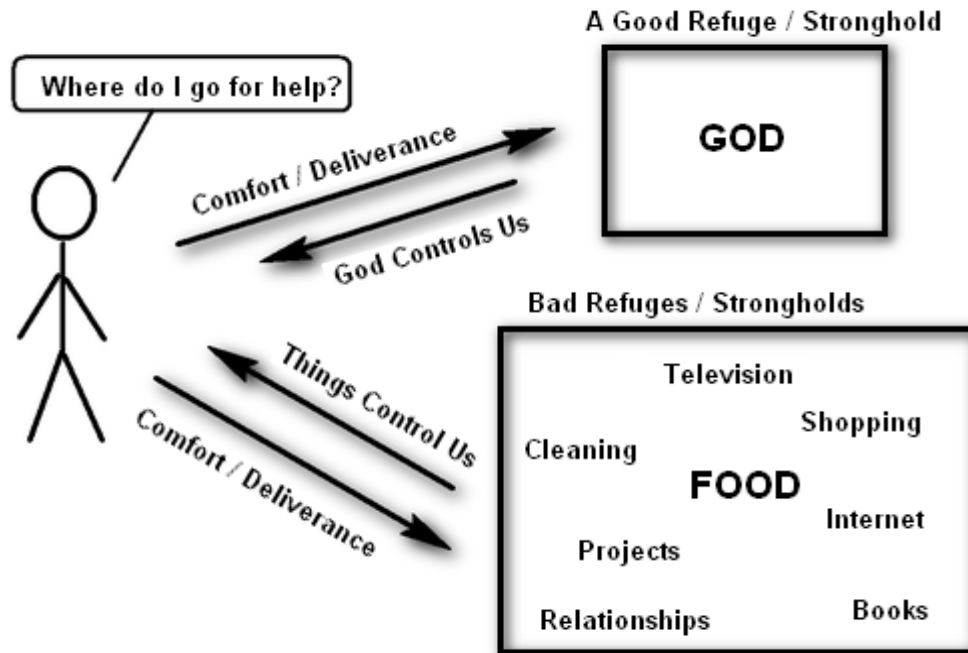 A Good Refuge / Stronghold
Where do I go for help?
GOD
Comfort / Deliverance
God Controls Us
Bad Refuges / Strongholds
Things Control Us
Comfort / Deliverance
Television
Shopping
Cleaning
FOOD
Internet
Projects
Books
Relationships